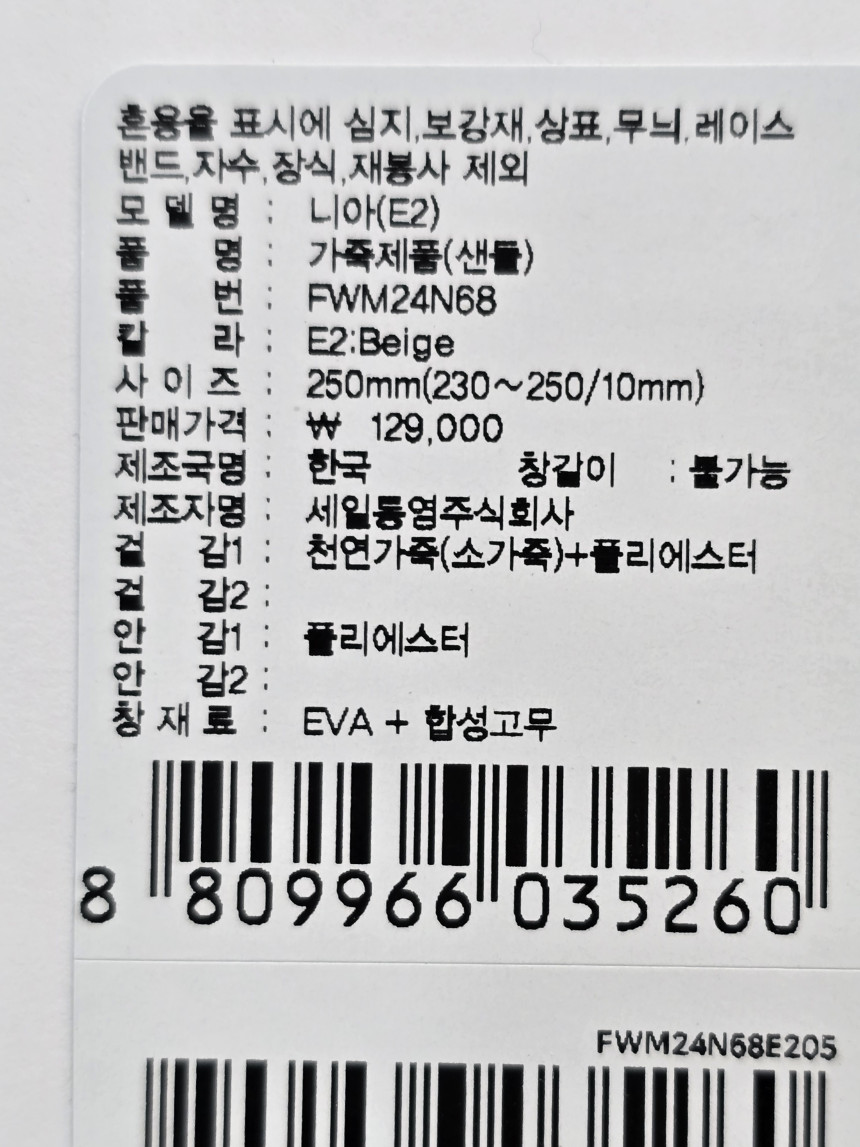 혼용율 표시에 심지,보강재,상표,무늬,레이스
밴드,자수,장식,재봉사 제외
모 델 명 : 니아(E2)
품 명 : 가죽제품(샌들)
품 번 : FWM24N68
칼 라 : E2:Beige
사 이 즈 : 250mm(230~250/10mm)
판매가격 : ₩ 129,000
제조국명 : 한국 창갈이 : 불가능
제조자명 : 세일통영주식회사
겉 감1 : 천연가죽(소가죽)+폴리에스터
겉 감2 :
안 감1 : 폴리에스터
안 감2 :
창 재 료 : EVA + 합성고무
8 809966 035260
FWM24N68E205